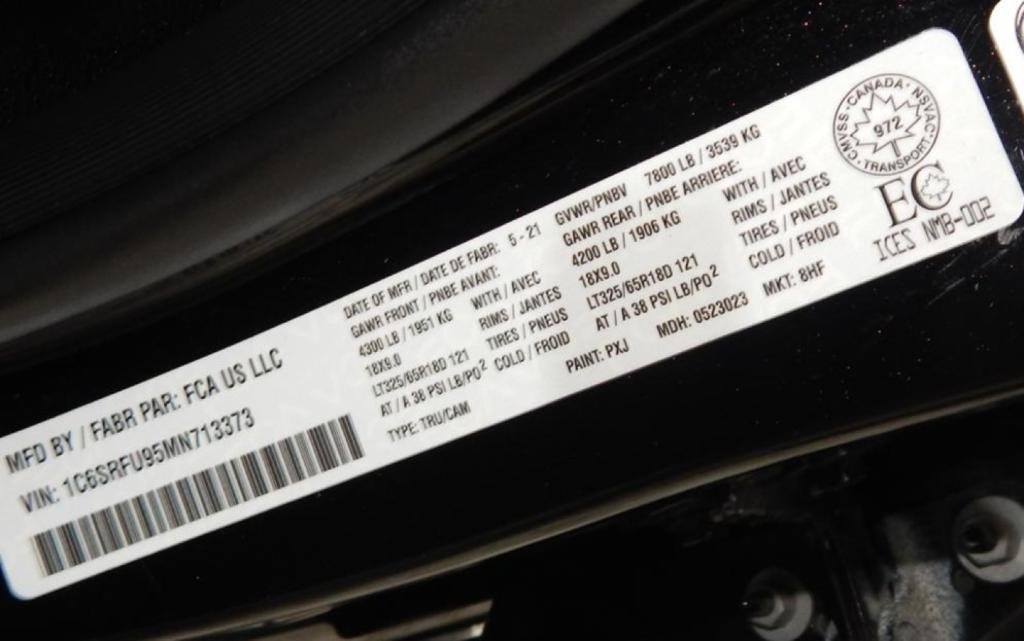 MFD BY / FABR PAR: FCA US LLC
VIN: 1C6SRFU95MN713373
DATE OF MFR / DATE DE FABR: 5 - 21
GAWR FRONT / PNBE AVANT:
4300 LB / 1951 KG WITH / AVEC
18X9.0 RIMS / JANTES
LT325/65R18D 121 TIRES / PNEUS
AT / A 38 PSI LB/PO² COLD / FROID
TYPE: TRU/CAM
GVWR/PNBV 7800 LB / 3539 KG
GAWR REAR / PNBE ARRIERE:
4200 LB / 1906 KG WITH / AVEC
18X9.0 RIMS / JANTES
LT325/65R18D 121 TIRES / PNEUS
AT / A 38 PSI LB/PO² COLD / FROID
PAINT: PXJ MDH: 0523023 MKT: 8HF
CMVSS · CANADA · NSVAC
972
· TRANSPORT ·
EC
ICES NMB-002